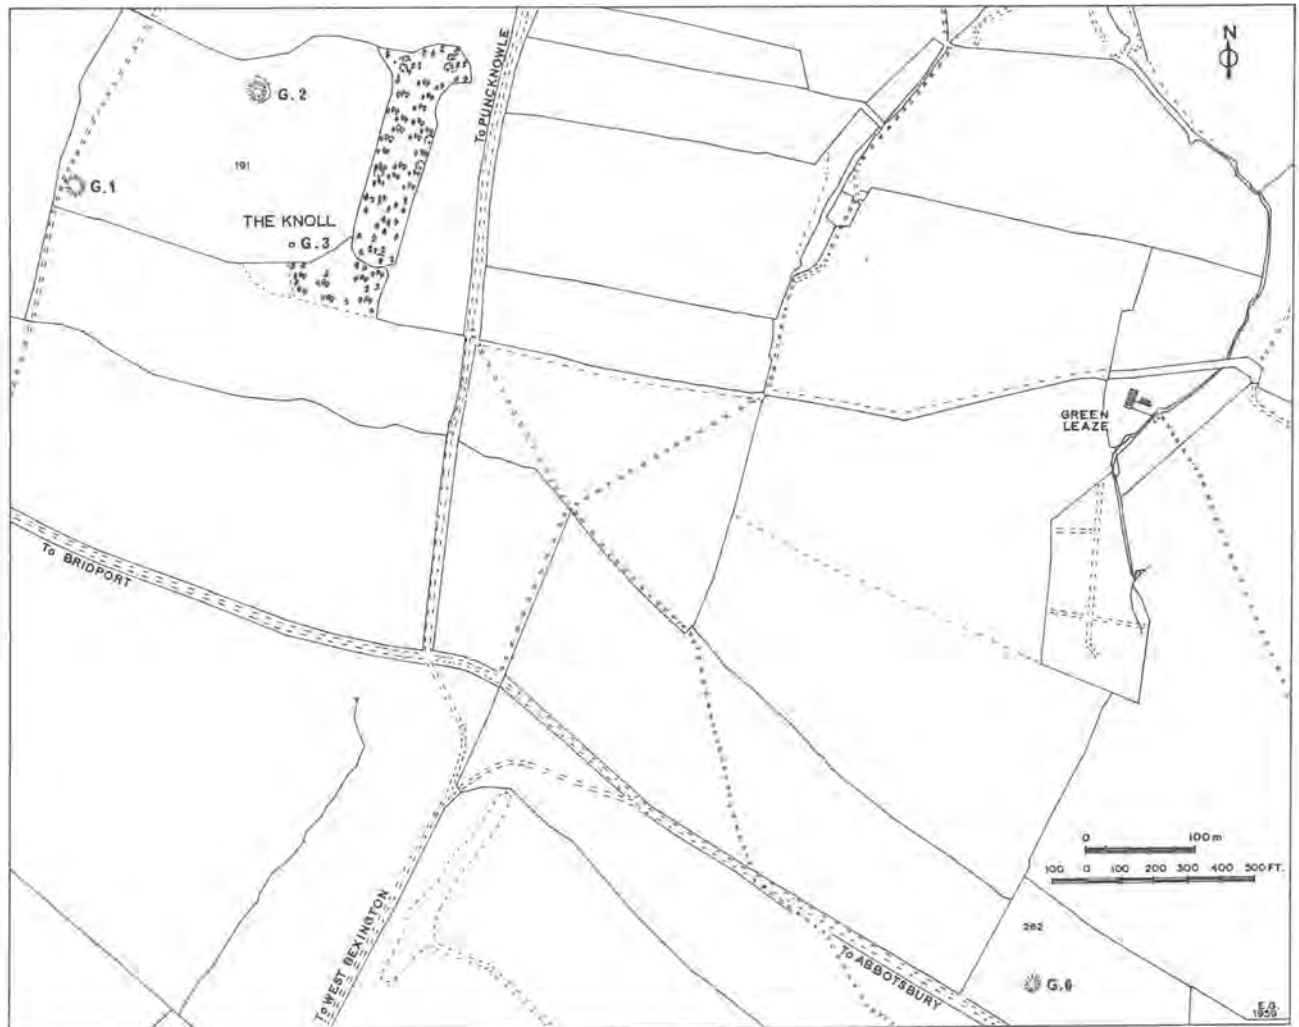 N
To PUNCKNOWLE
G.2
191
G.1
THE KNOLL
G.3
GREEN
LEAZE
To BRIDPORT
0 100m
100 0 100 200 300 400 500 FT.
To WEST BEXINGTON
To ABBOTSBURY
262
G.6
E.G.
1959